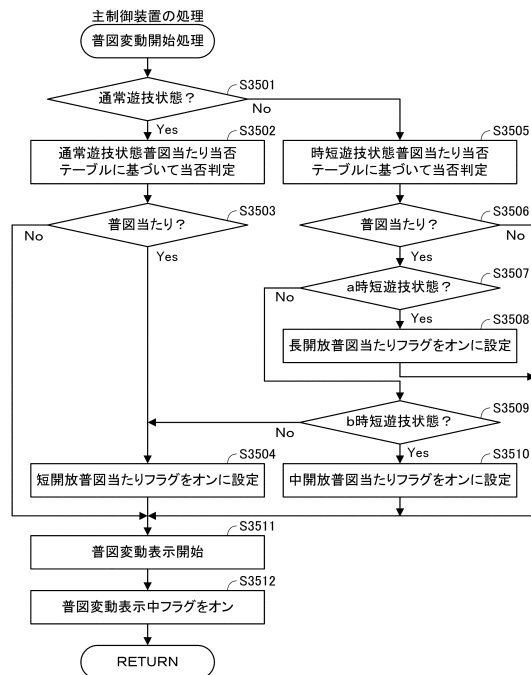 主制御装置の処理
普図変動開始処理
S3501
通常遊技状態？
No
Yes
S3502
通常遊技状態普図当たり当否
テーブルに基づいて当否判定
S3505
時短遊技状態普図当たり当否
テーブルに基づいて当否判定
S3503
普図当たり？
No
Yes
S3506
普図当たり？
No
Yes
S3507
a時短遊技状態？
No
Yes
S3508
長開放普図当たりフラグをオンに設定
S3509
b時短遊技状態？
No
Yes
S3504
短開放普図当たりフラグをオンに設定
S3510
中開放普図当たりフラグをオンに設定
S3511
普図変動表示開始
S3512
普図変動表示中フラグをオン
RETURN